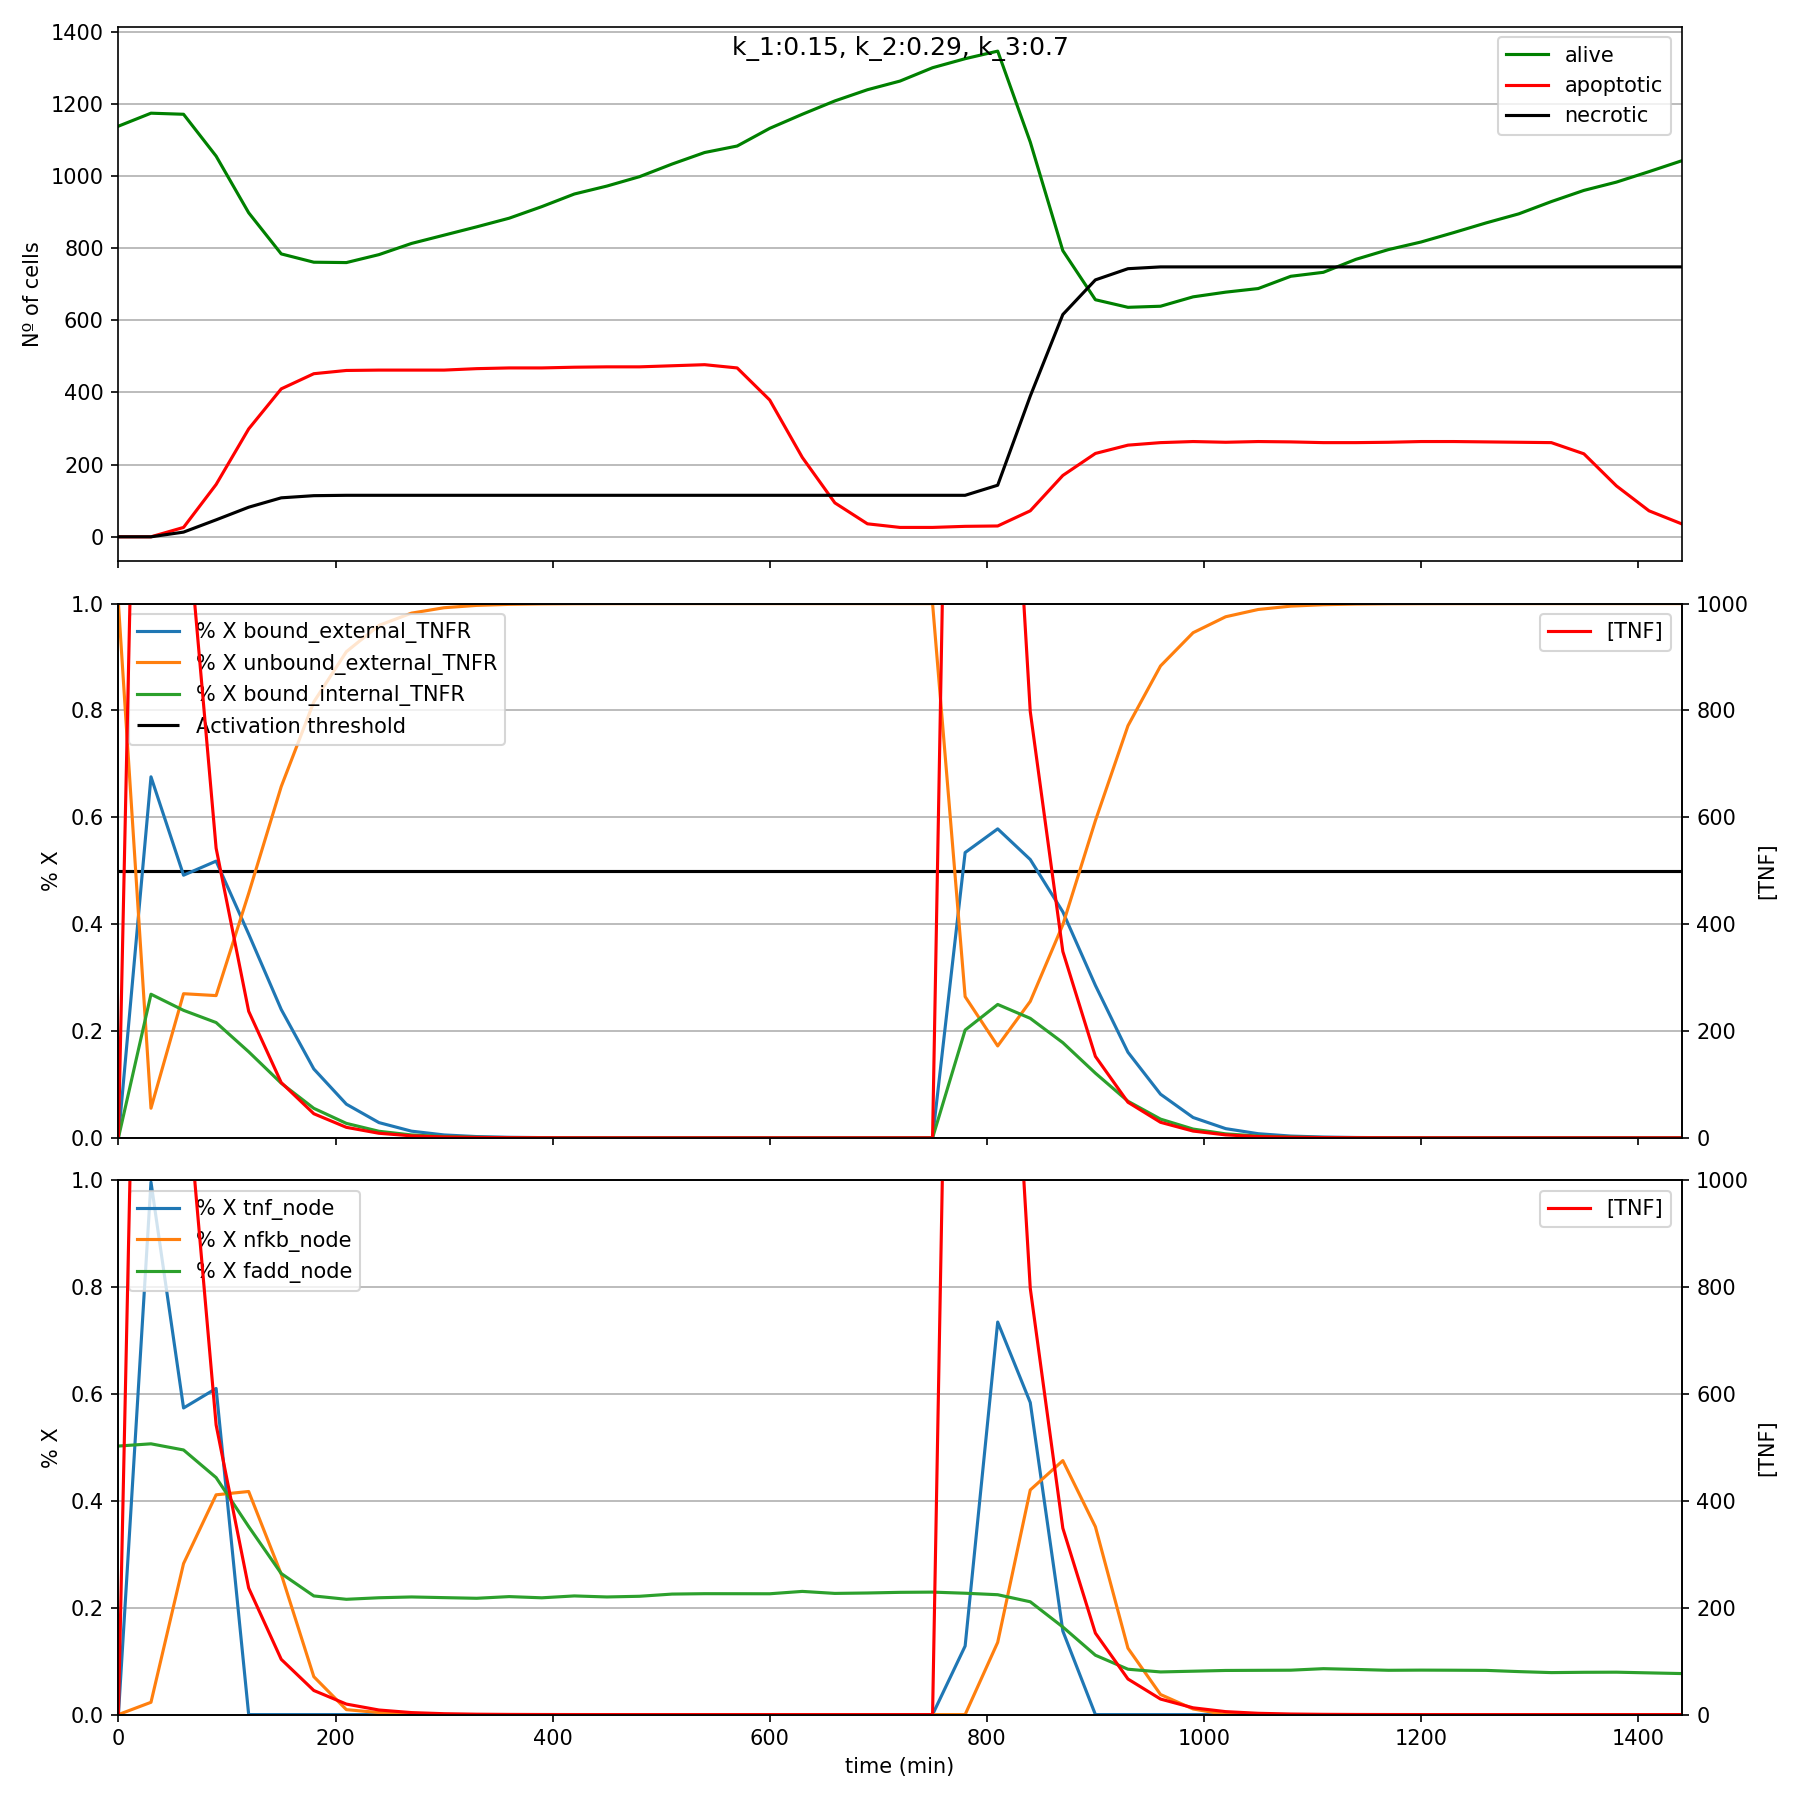 k_1:0.15, k_2:0.29, k_3:0.7
1400
1200
1000
800
600
400
200
0
Nº of cells
alive
apoptotic
necrotic
1.0
0.8
0.6
0.4
0.2
0.0
% X
% X bound_external_TNFR
% X unbound_external_TNFR
% X bound_internal_TNFR
Activation threshold
[TNF]
1000
800
600
400
200
0
[TNF]
1.0
0.8
0.6
0.4
0.2
0.0
% X
% X tnf_node
% X nfkb_node
% X fadd_node
[TNF]
1000
800
600
400
200
0
[TNF]
0 200 400 600 800 1000 1200 1400
time (min)